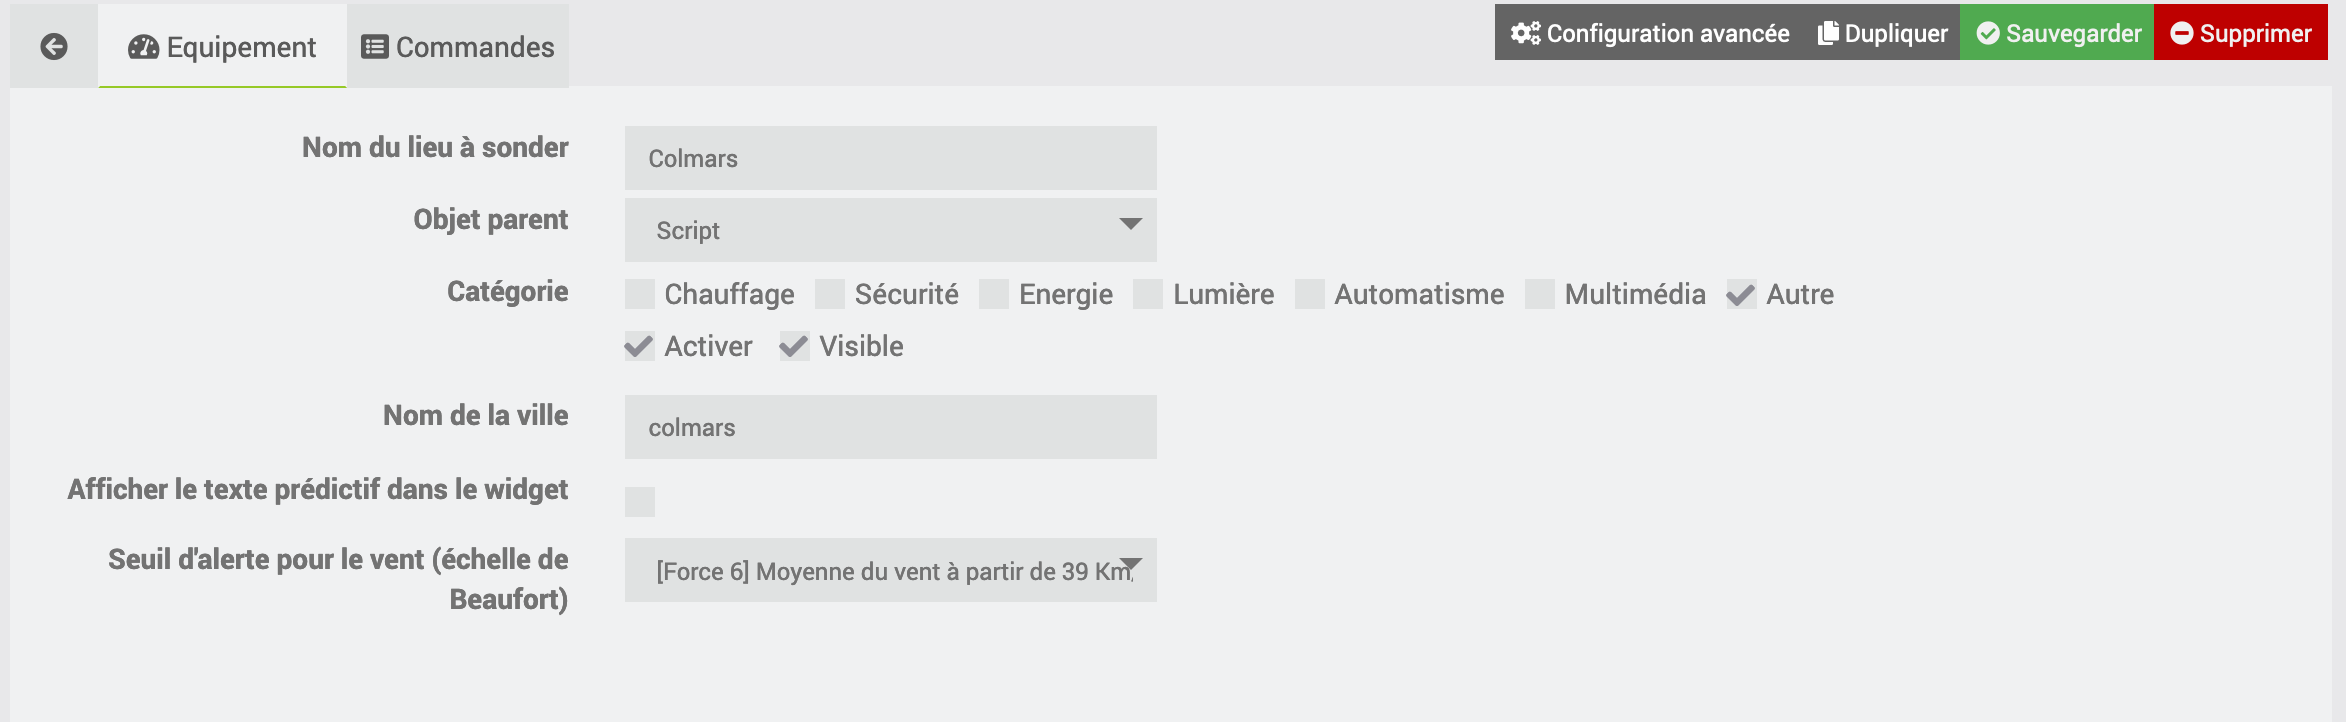 Equipement Commandes Configuration avancée Dupliquer Sauvegarder Supprimer
Nom du lieu à sonder Colmars
Objet parent Script
Catégorie Chauffage Sécurité Energie Lumière Automatisme Multimédia Autre
Activer Visible
Nom de la ville colmars
Afficher le texte prédictif dans le widget
Seuil d'alerte pour le vent (échelle de
Beaufort) [Force 6] Moyenne du vent à partir de 39 Km